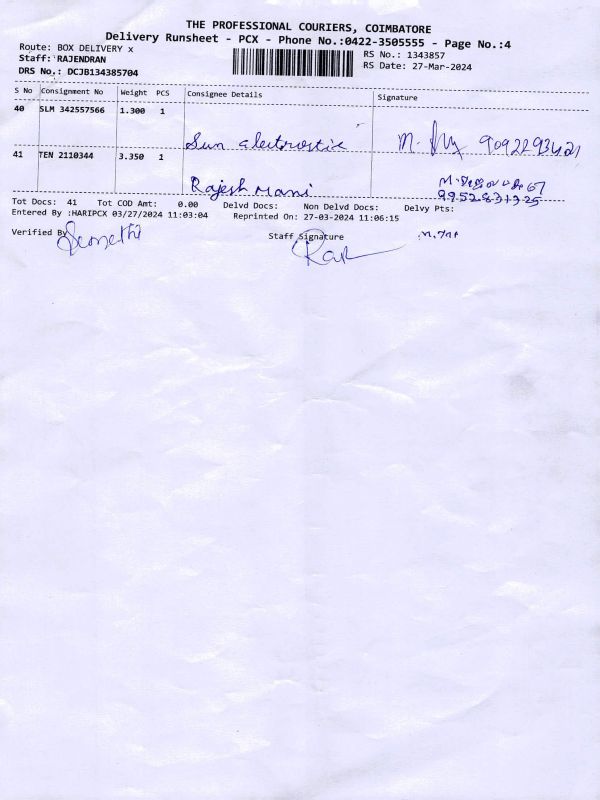 THE PROFESSIONAL COURIERS, COIMBATORE
Delivery Runsheet - PCX - Phone No.:0422-3505555 - Page No.:4
Route: BOX DELIVERY x
RS No.: 1343857
Staff: RAJENDRAN
RS Date: 27-Mar-2024
DRS No.: DCJB134385704
S No Consignment No Weight PCS Consignee Details Signature
40 SLM 342557566 1.300 1
Sun
41 TEN 2110344 3.350 1
Rajesh Mani
Tot Docs: 41 Tot COD Amt: 0.00 Delvd Docs: Non Delvd Docs: Delvy Pts:
Entered By :HARIPCX 03/27/2024 11:03:04 Reprinted On: 27-03-2024 11:06:15
Verified By
Staff Signature